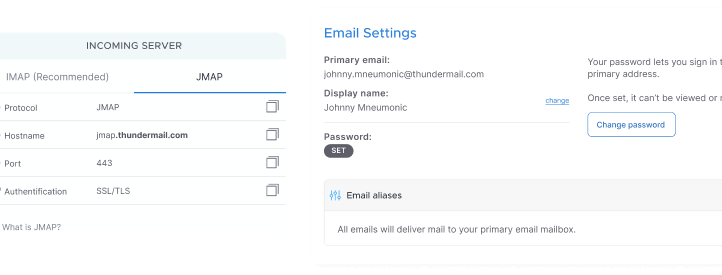 INCOMING SERVER
IMAP (Recommended)
JMAP
Protocol
JMAP
Hostname
jmap.thundermail.com
Port
443
Authentification
SSL/TLS
What is JMAP?
Email Settings
Primary email:
johnny.mneumonic@thundermail.com
Display name:
Johnny Mneumonic
change
Password:
SET
Your password lets you sign in
primary address.
Once set, it can't be viewed or
Change password
Email aliases
All emails will deliver mail to your primary email mailbox.